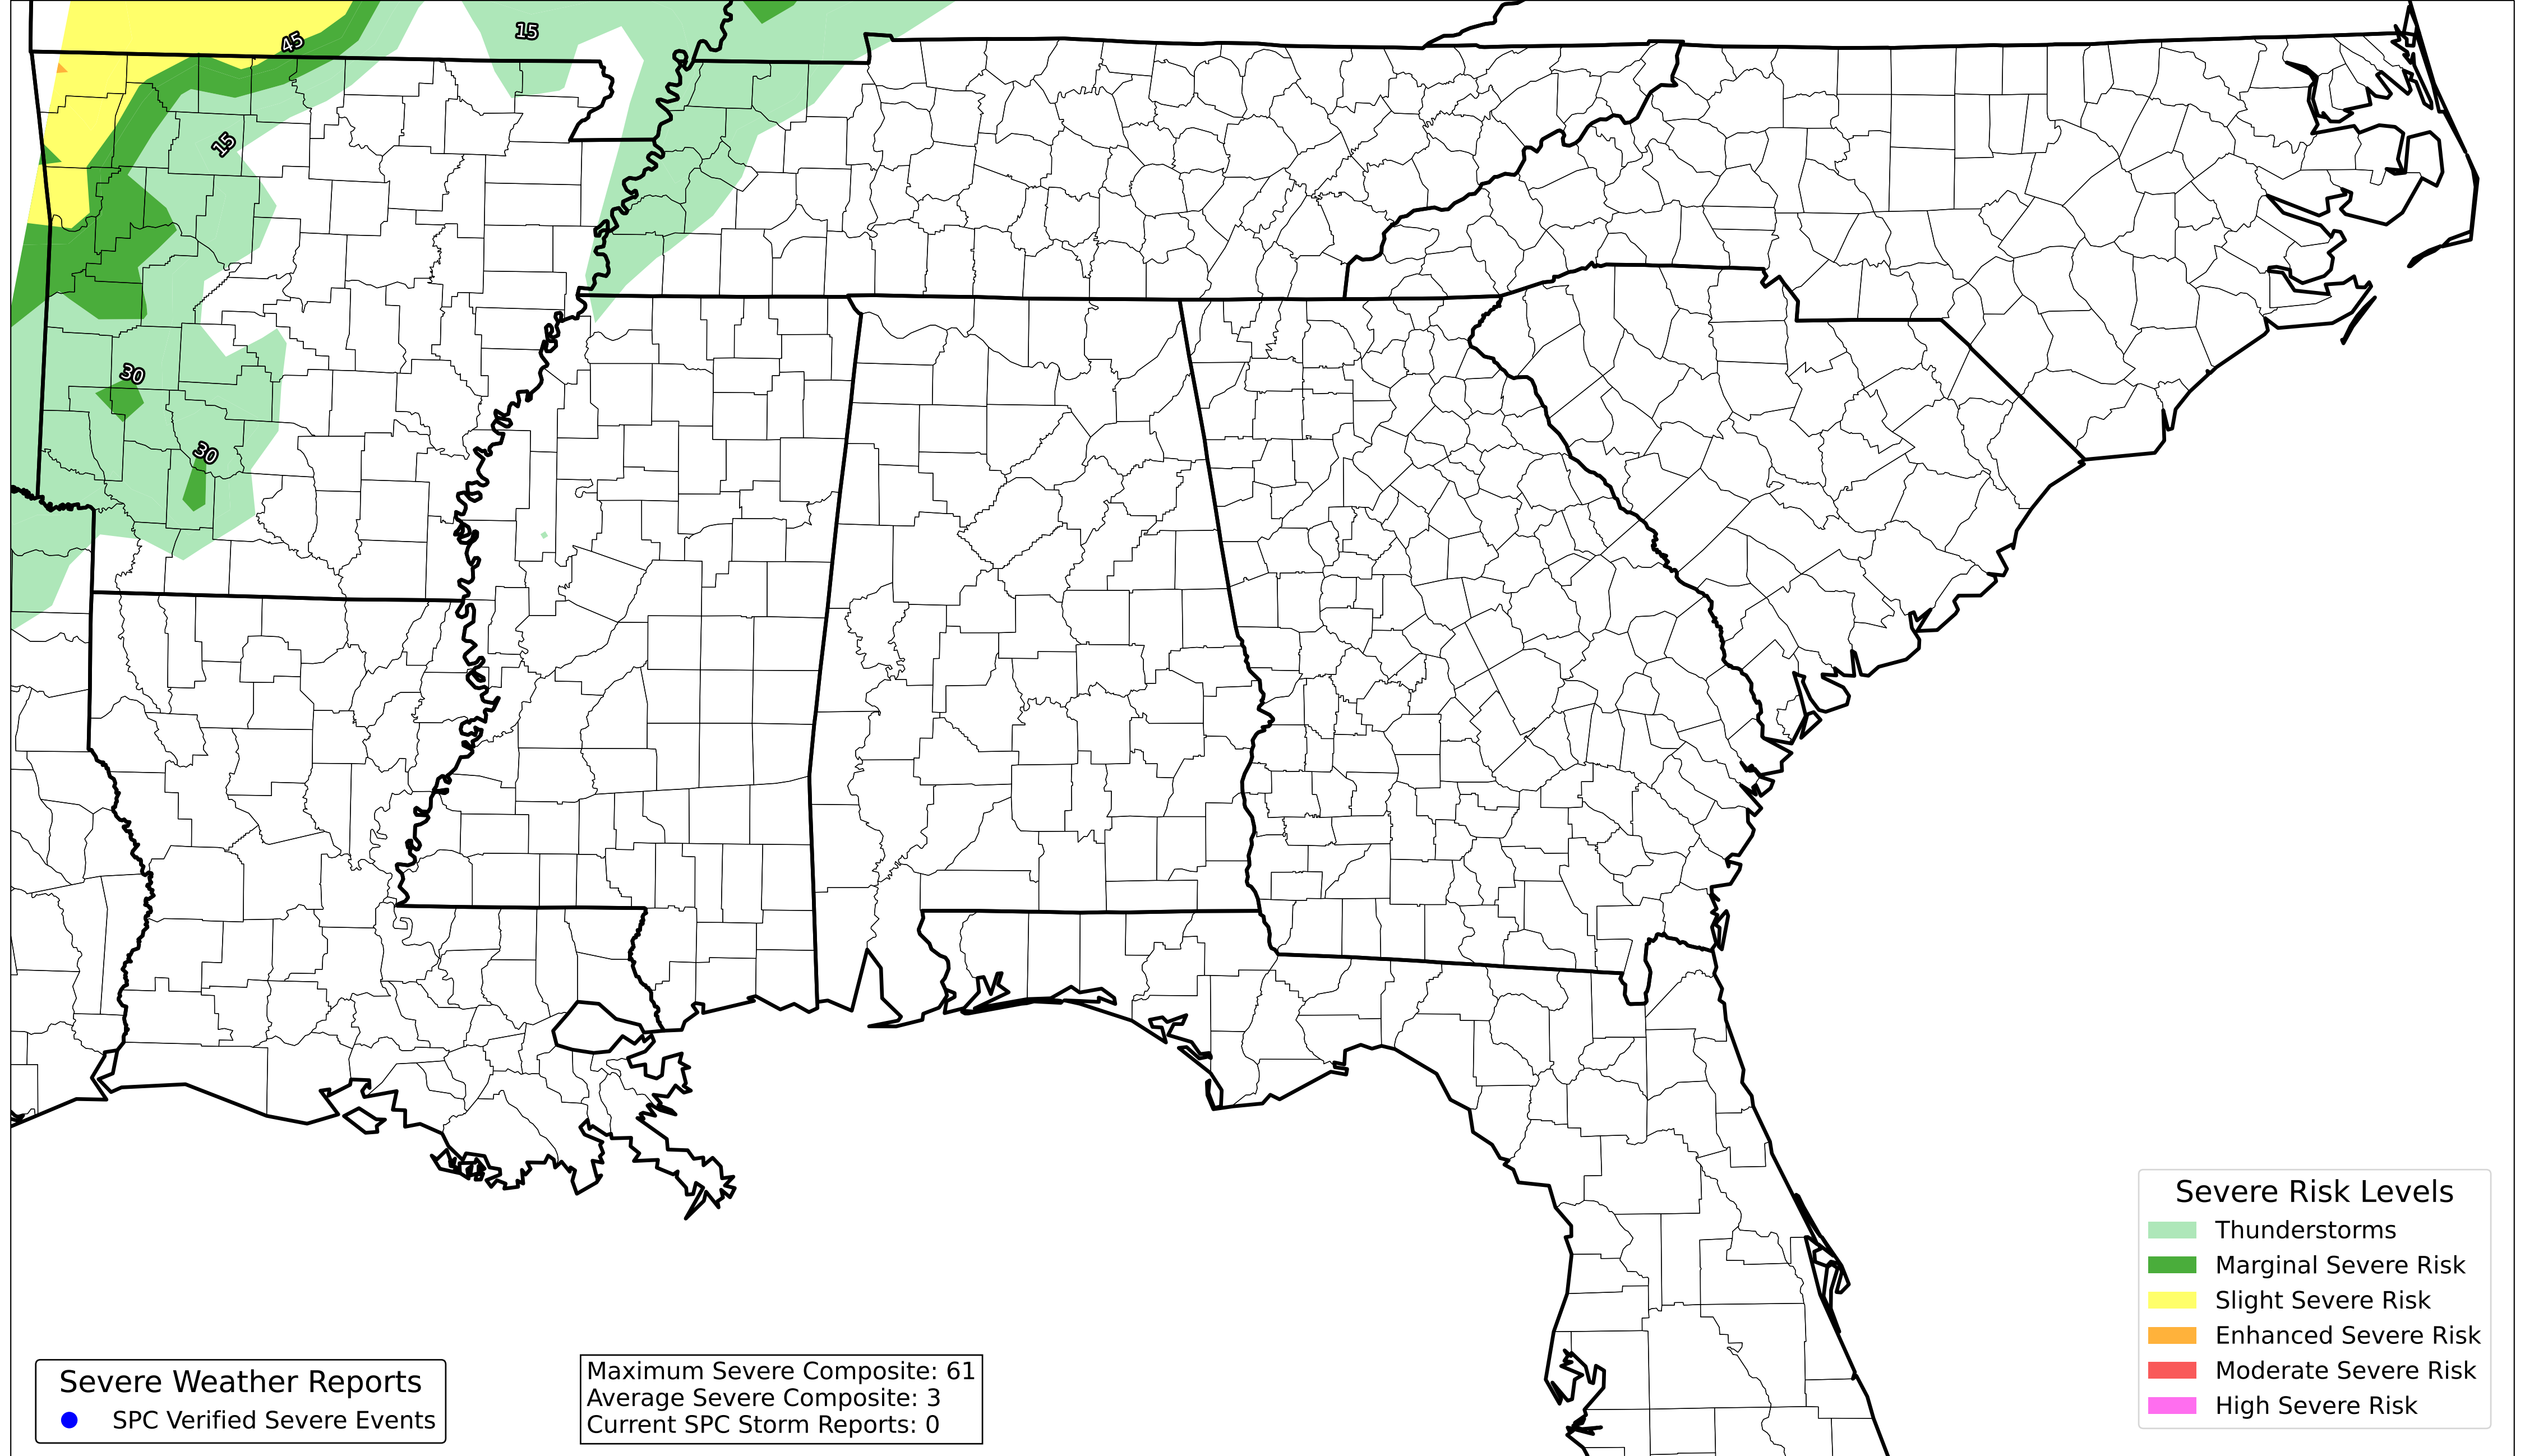 15
45
15
30
30
Severe Risk Levels
Thunderstorms
Marginal Severe Risk
Slight Severe Risk
Enhanced Severe Risk
Moderate Severe Risk
High Severe Risk
Severe Weather Reports
SPC Verified Severe Events
Maximum Severe Composite: 61
Average Severe Composite: 3
Current SPC Storm Reports: 0